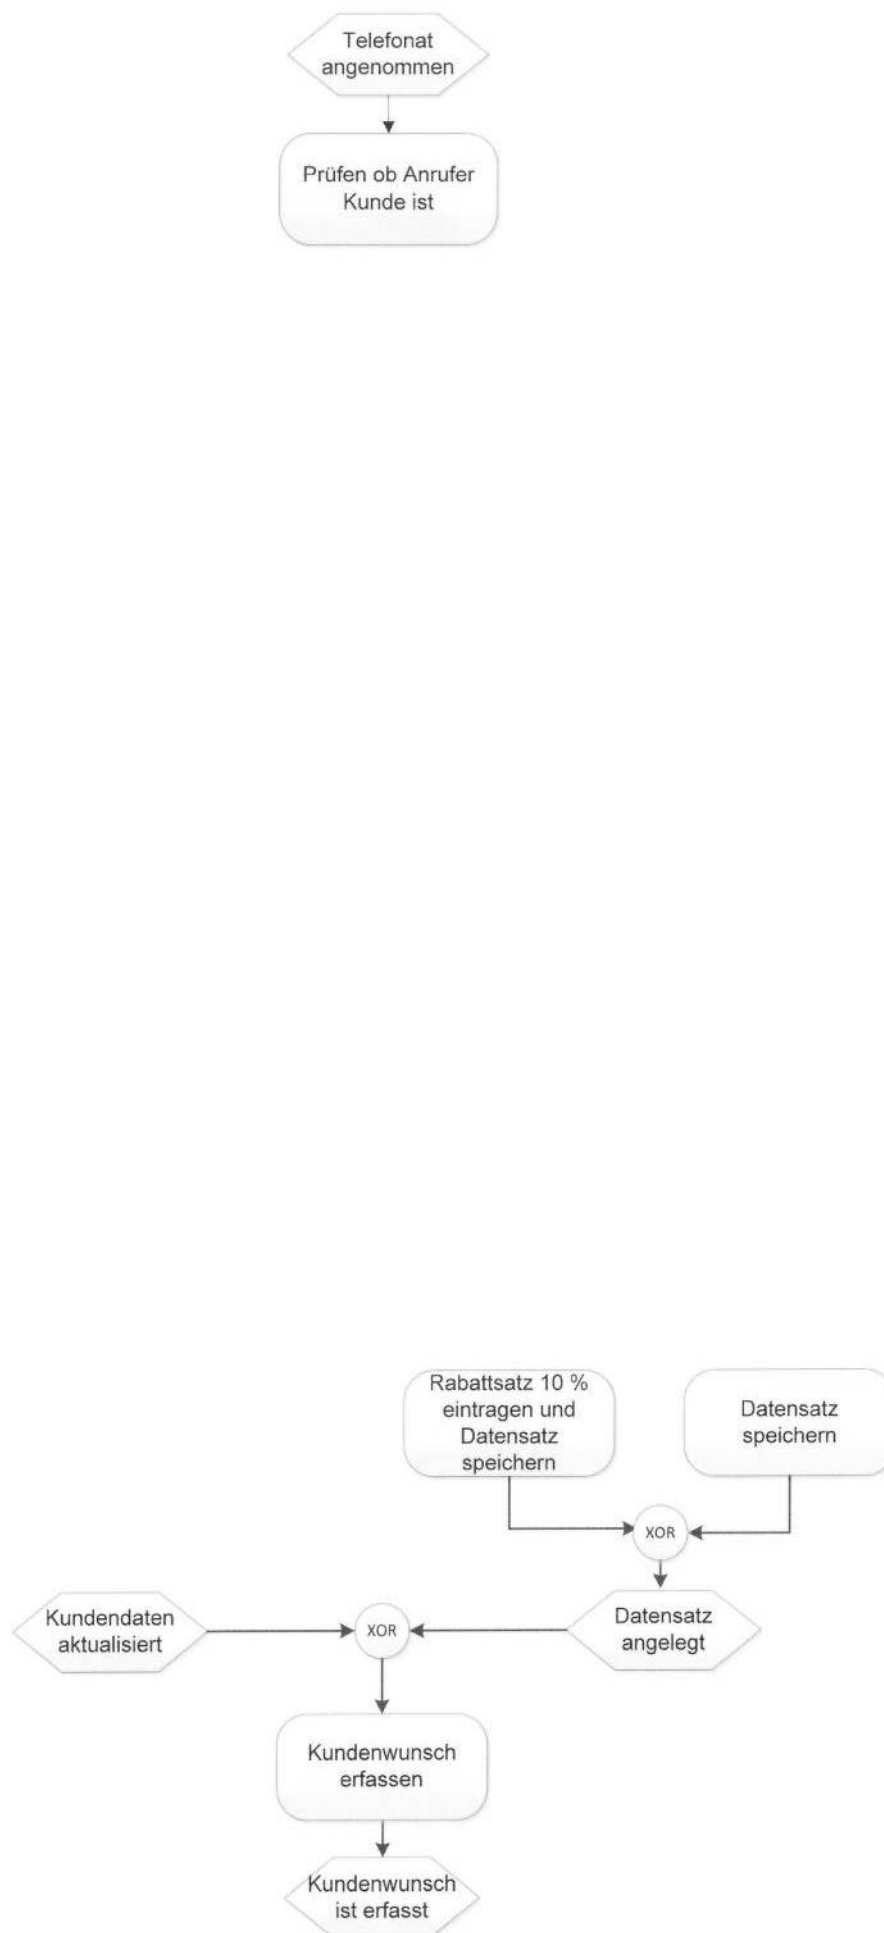 Telefonat
angenommen
Prüfen ob Anrufer
Kunde ist
Rabattsatz 10 %
eintragen und
Datensatz
speichern
Datensatz
speichern
XOR
Kundendaten
aktualisiert
XOR
Datensatz
angelegt
Kundenwunsch
erfassen
Kundenwunsch
ist erfasst